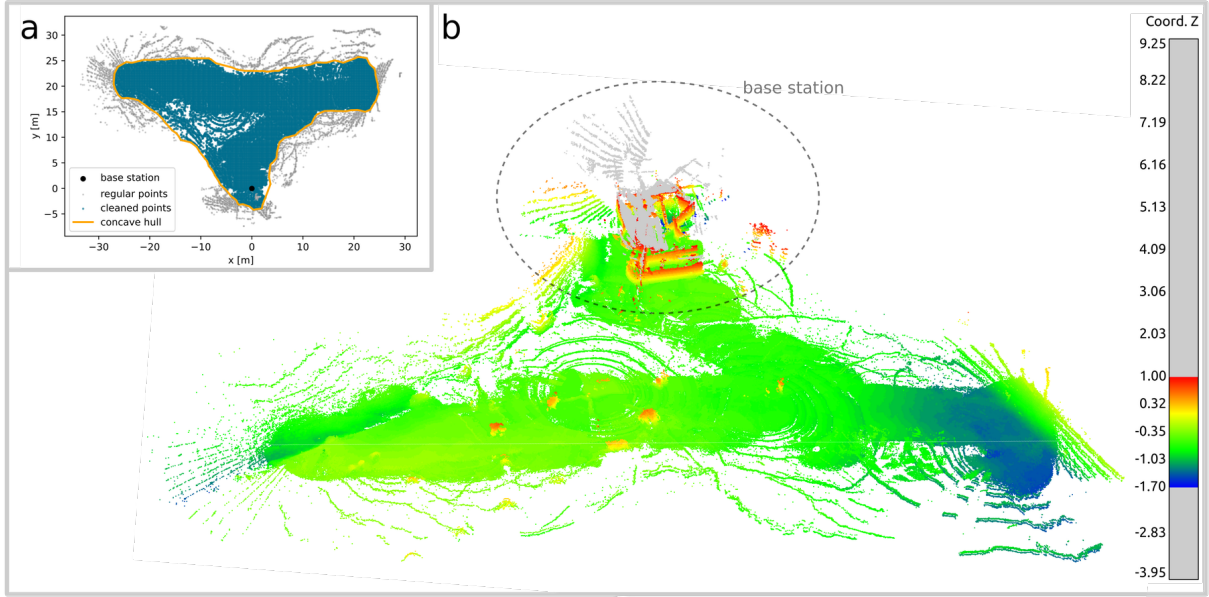 a
30
25
20
15
10
5
0
−5
y [m]
base station
regular points
cleaned points
concave hull
−30 −20 −10 0 10 20 30
x [m]
b
base station
Coord. Z
9.25
8.22
7.19
6.16
5.13
4.09
3.06
2.03
1.00
0.32
-0.35
-1.03
-1.70
-2.83
-3.95